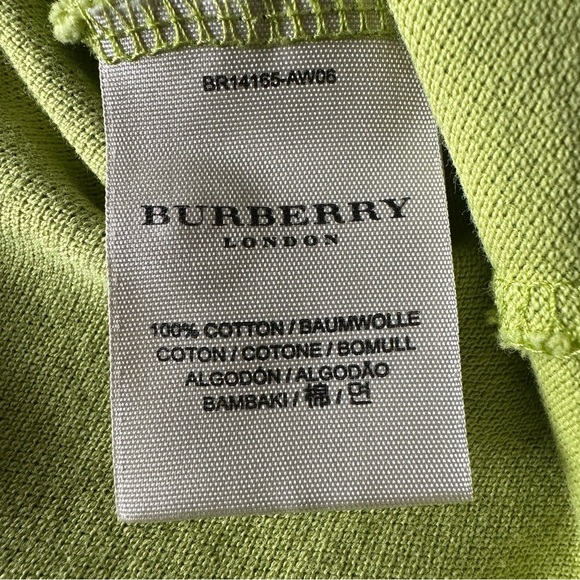 BR14165-AW06
BURBERRY
LONDON
100% COTTON / BAUMWOLLE
COTON / COTONE / BOMULL
ALGODÓN / ALGODÃO
BAMBAKI / 棉 / 면